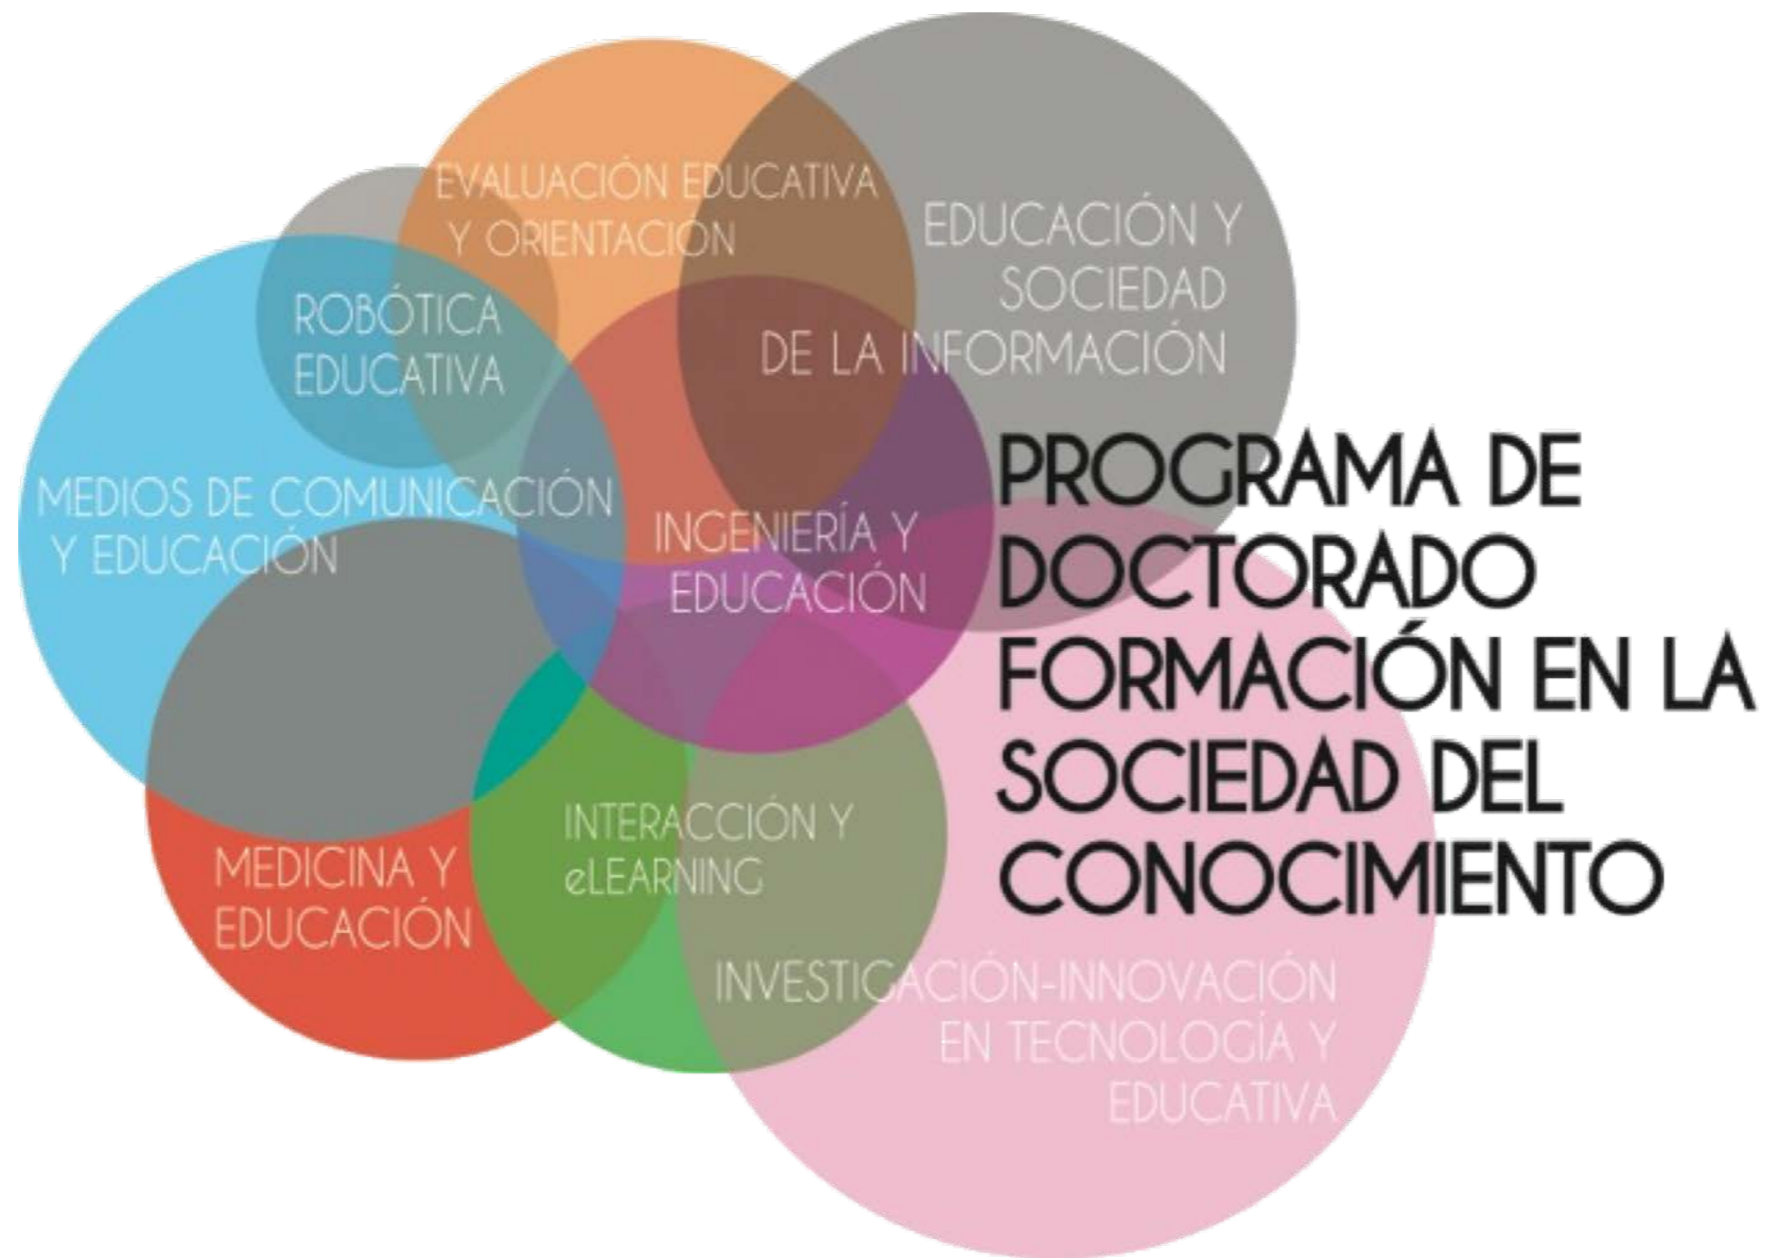 EVALUACIÓN EDUCATIVA
Y ORIENTACIÓN
EDUCACIÓN Y
SOCIEDAD
DE LA INFORMACIÓN
ROBÓTICA
EDUCATIVA
MEDIOS DE COMUNICACIÓN
Y EDUCACIÓN
INGENIERÍA Y
EDUCACIÓN
PROGRAMA DE
DOCTORADO
FORMACIÓN EN LA
SOCIEDAD DEL
CONOCIMIENTO
INTERACCIÓN Y
eLEARNING
MEDICINA Y
EDUCACIÓN
INVESTIGACIÓN-INNOVACIÓN
EN TECNOLOGÍA Y
EDUCATIVA